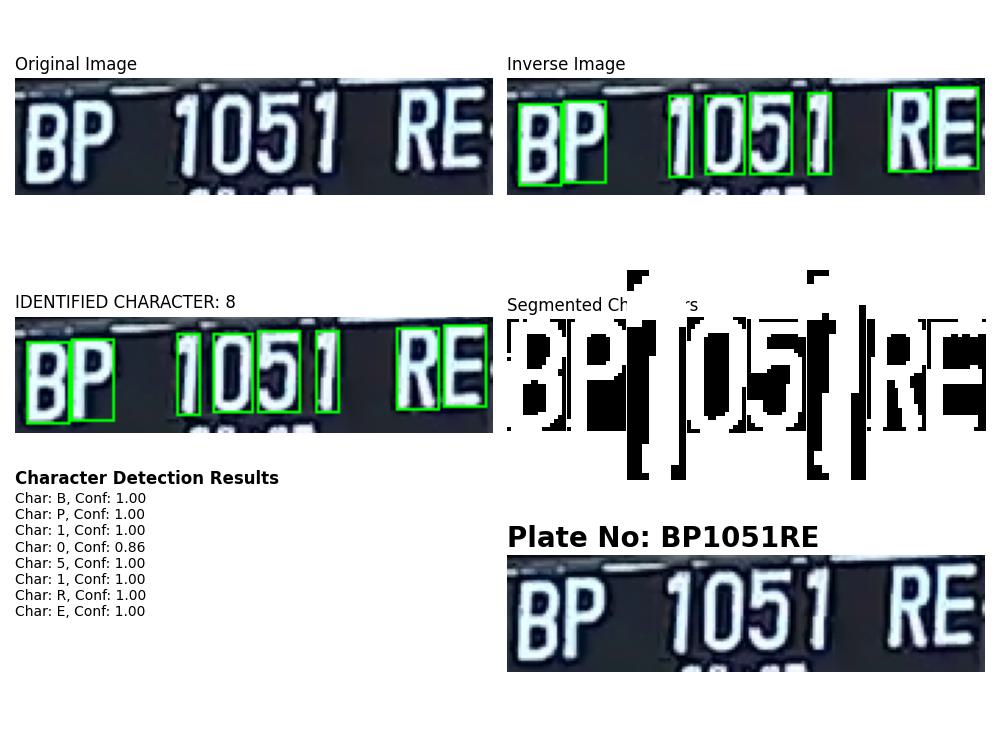 Original Image
BP 1051 RE
Inverse Image
BP 1051 RE
IDENTIFIED CHARACTER: 8
BP 1051 RE
Segmented Ch rs
BP105 RE
Character Detection Results
Char: B, Conf: 1.00
Char: P, Conf: 1.00
Char: 1, Conf: 1.00
Char: 0, Conf: 0.86
Char: 5, Conf: 1.00
Char: 1, Conf: 1.00
Char: R, Conf: 1.00
Char: E, Conf: 1.00
Plate No: BP1051RE
BP 1051 RE